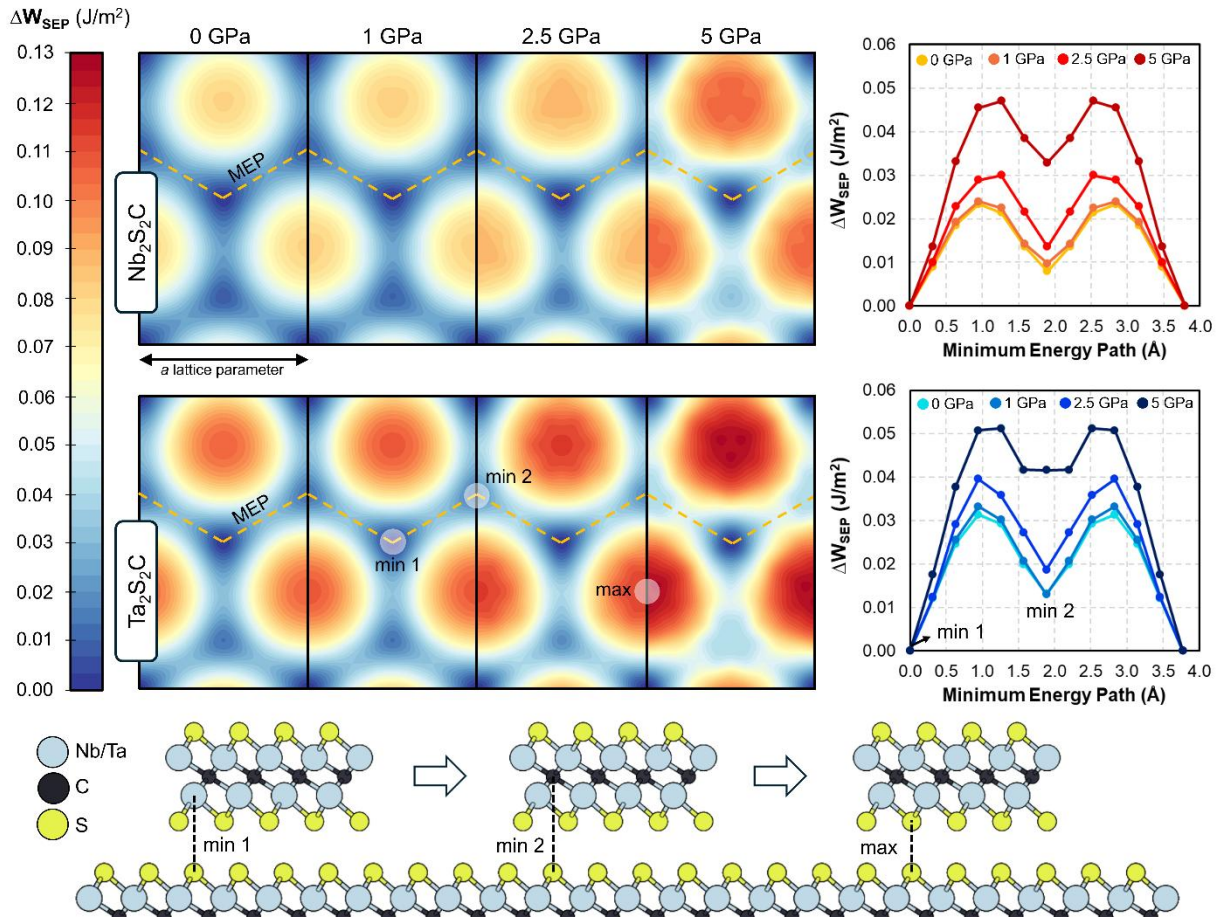 ΔW_SEP (J/m²)
0 GPa 1 GPa 2.5 GPa 5 GPa
0.13
0.12
0.11
0.10
0.09
0.08
0.07
0.06
0.05
0.04
0.03
0.02
0.01
0.00
Nb₂S₂C
MEP
a lattice parameter
Ta₂S₂C
MEP
min 1
min 2
max
ΔW_SEP (J/m²)
0.06
0.05
0.04
0.03
0.02
0.01
0.00
0 GPa 1 GPa 2.5 GPa 5 GPa
0.0 0.5 1.0 1.5 2.0 2.5 3.0 3.5 4.0
Minimum Energy Path (Å)
ΔW_SEP (J/m²)
0.06
0.05
0.04
0.03
0.02
0.01
0.00
0 GPa 1 GPa 2.5 GPa 5 GPa
min 1
min 2
0.0 0.5 1.0 1.5 2.0 2.5 3.0 3.5 4.0
Minimum Energy Path (Å)
Nb/Ta
C
S
min 1
min 2
max